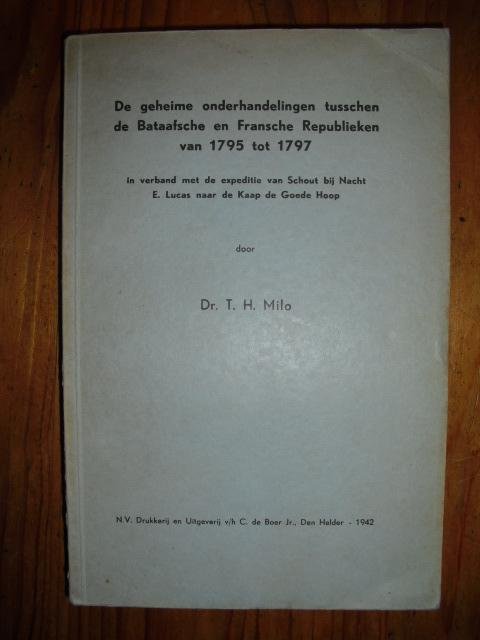 De geheime onderhandelingen tusschen
de Bataafsche en Fransche Republieken
van 1795 tot 1797
in verband met de expeditie van Schout bij Nacht
E. Lucas naar de Kaap de Goede Hoop
door
Dr. T. H. Milo
N.V. Drukkerij en Uitgeverij v/h C. de Boer Jr., Den Helder - 1942